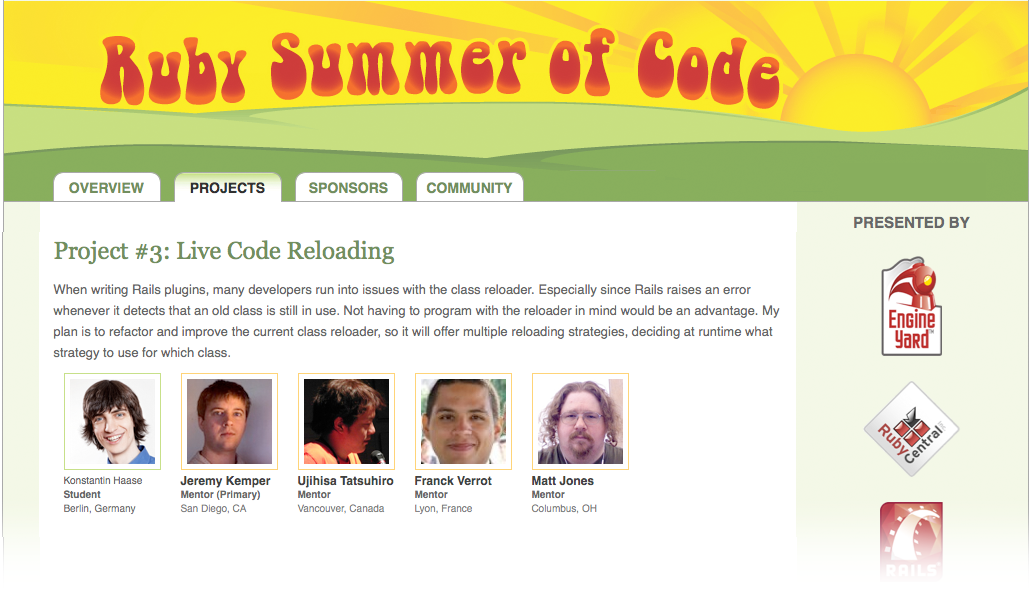 Ruby Summer of Code
OVERVIEW
PROJECTS
SPONSORS
COMMUNITY
Project #3: Live Code Reloading
When writing Rails plugins, many developers run into issues with the class reloader. Especially since Rails raises an error
whenever it detects that an old class is still in use. Not having to program with the reloader in mind would be an advantage. My
plan is to refactor and improve the current class reloader, so it will offer multiple reloading strategies, deciding at runtime what
strategy to use for which class.
Konstantin Haase
Student
Berlin, Germany
Jeremy Kemper
Mentor (Primary)
San Diego, CA
Ujihisa Tatsuhiro
Mentor
Vancouver, Canada
Franck Verrot
Mentor
Lyon, France
Matt Jones
Mentor
Columbus, OH
PRESENTED BY
Engine
Yard
RubyCentral
RAILS